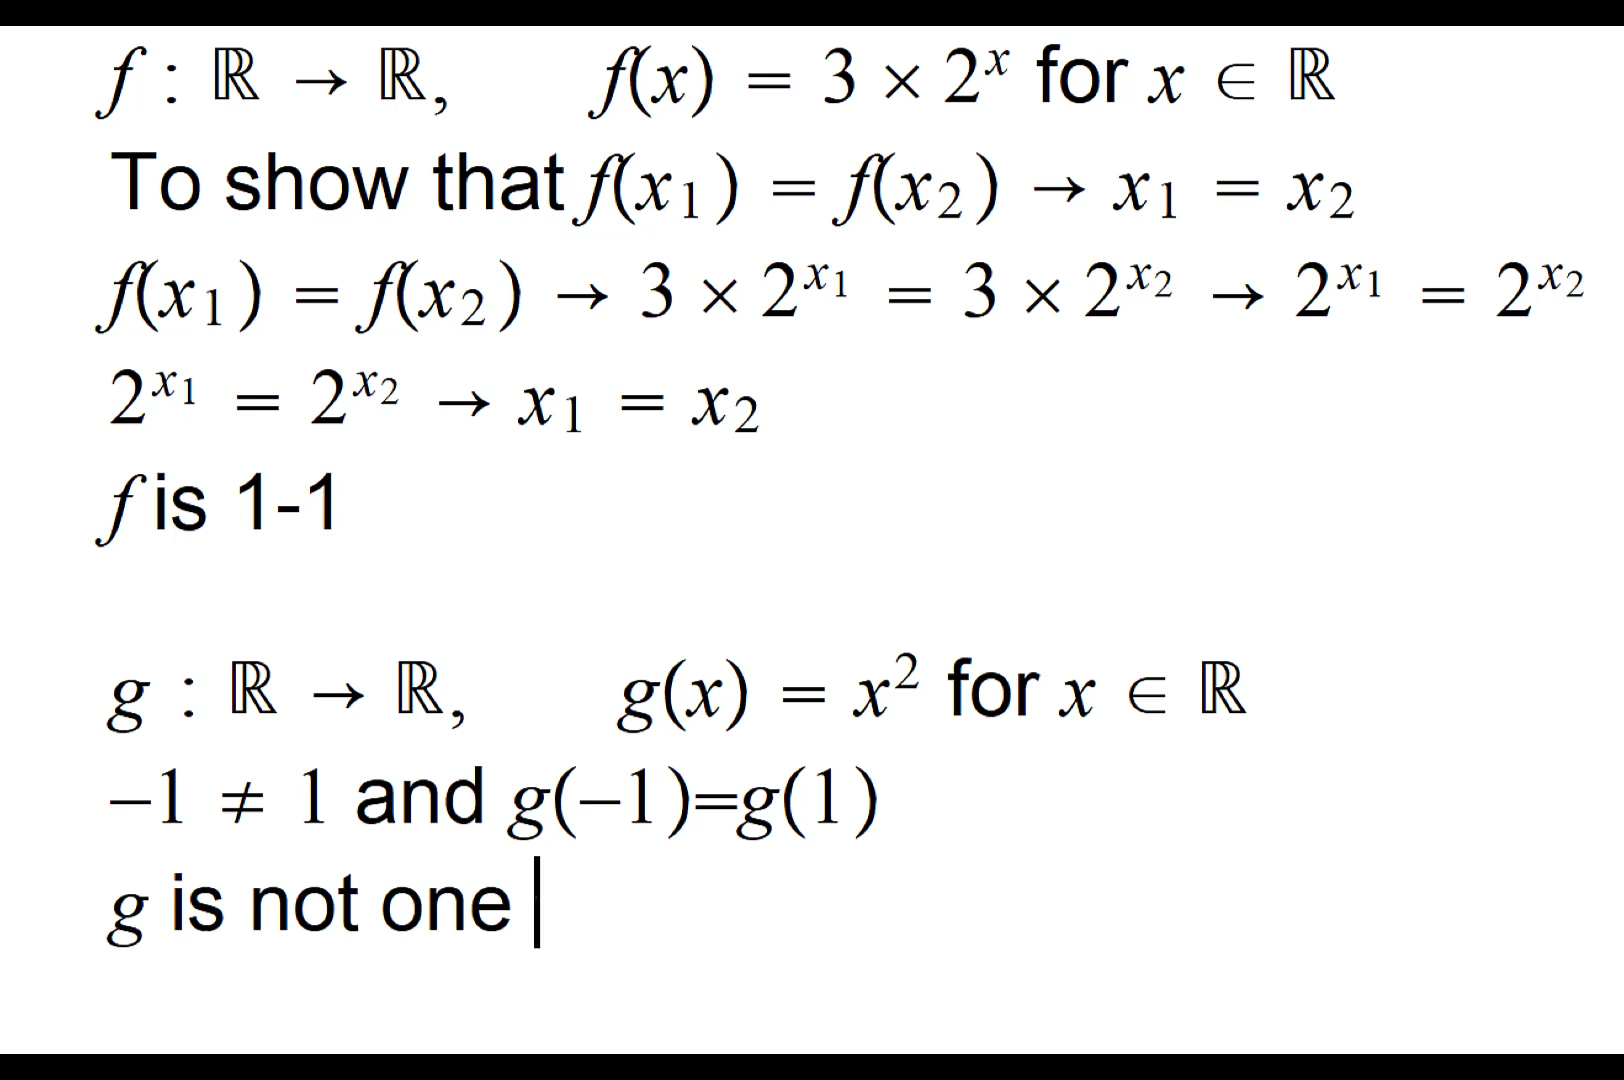 f : ℝ → ℝ, f(x) = 3 × 2ˣ for x ∈ ℝ
To show that f(x₁) = f(x₂) → x₁ = x₂
f(x₁) = f(x₂) → 3 × 2^x₁ = 3 × 2^x₂ → 2^x₁ = 2^x₂
2^x₁ = 2^x₂ → x₁ = x₂
f is 1-1
g : ℝ → ℝ, g(x) = x² for x ∈ ℝ
−1 ≠ 1 and g(−1)=g(1)
g is not one